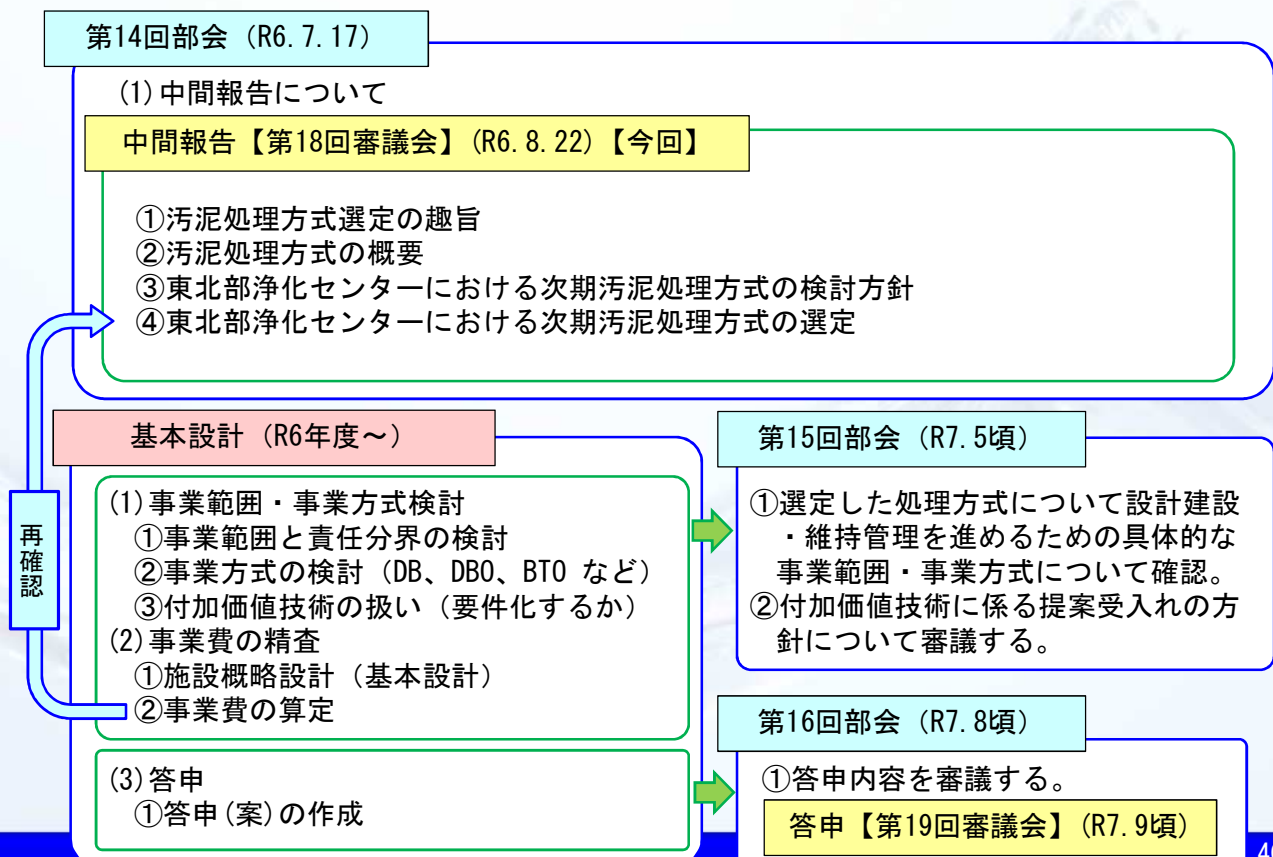 第14回部会（R6.7.17）
(1)中間報告について
中間報告【第18回審議会】(R6.8.22)【今回】
①汚泥処理方式選定の趣旨
②汚泥処理方式の概要
③東北部浄化センターにおける次期汚泥処理方式の検討方針
④東北部浄化センターにおける次期汚泥処理方式の選定
再確認
基本設計（R6年度～）
(1)事業範囲・事業方式検討
①事業範囲と責任分界の検討
②事業方式の検討（DB、DBO、BTO など）
③付加価値技術の扱い（要件化するか）
(2)事業費の精査
①施設概略設計（基本設計）
②事業費の算定
(3)答申
①答申(案)の作成
第15回部会（R7.5頃）
①選定した処理方式について設計建設
・維持管理を進めるための具体的な
事業範囲・事業方式について確認。
②付加価値技術に係る提案受入れの方
針について審議する。
第16回部会（R7.8頃）
①答申内容を審議する。
答申【第19回審議会】(R7.9頃)